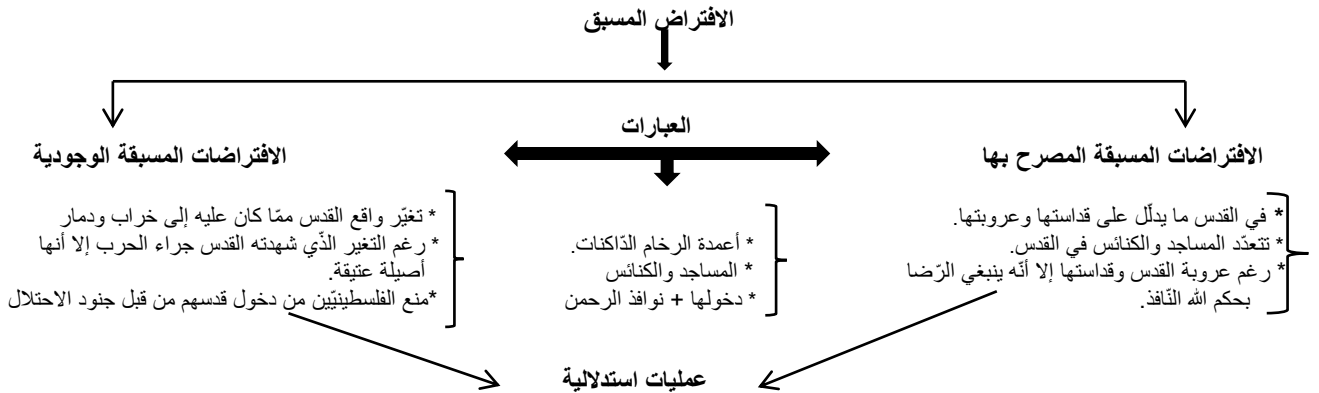 الافتراض المسبق
العبارات
الافتراضات المسبقة المصرح بها
* في القدس ما يدلّل على قداستها وعروبتها.
* تتعدّد المساجد والكنائس في القدس.
* رغم عروبة القدس وقداستها إلا أنّه ينبغي الرّضا
بحكم الله النّافذ.
* أعمدة الرخام الدّاكنات.
* المساجد والكنائس
* دخولها + نوافذ الرحمن
الافتراضات المسبقة الوجودية
* تغيّر واقع القدس ممّا كان عليه إلى خراب ودمار
* رغم التغير الذّي شهدته القدس جراء الحرب إلا أنها
أصيلة عتيقة.
*منع الفلسطينيّين من دخول قدسهم من قبل جنود الاحتلال
عمليات استدلالية